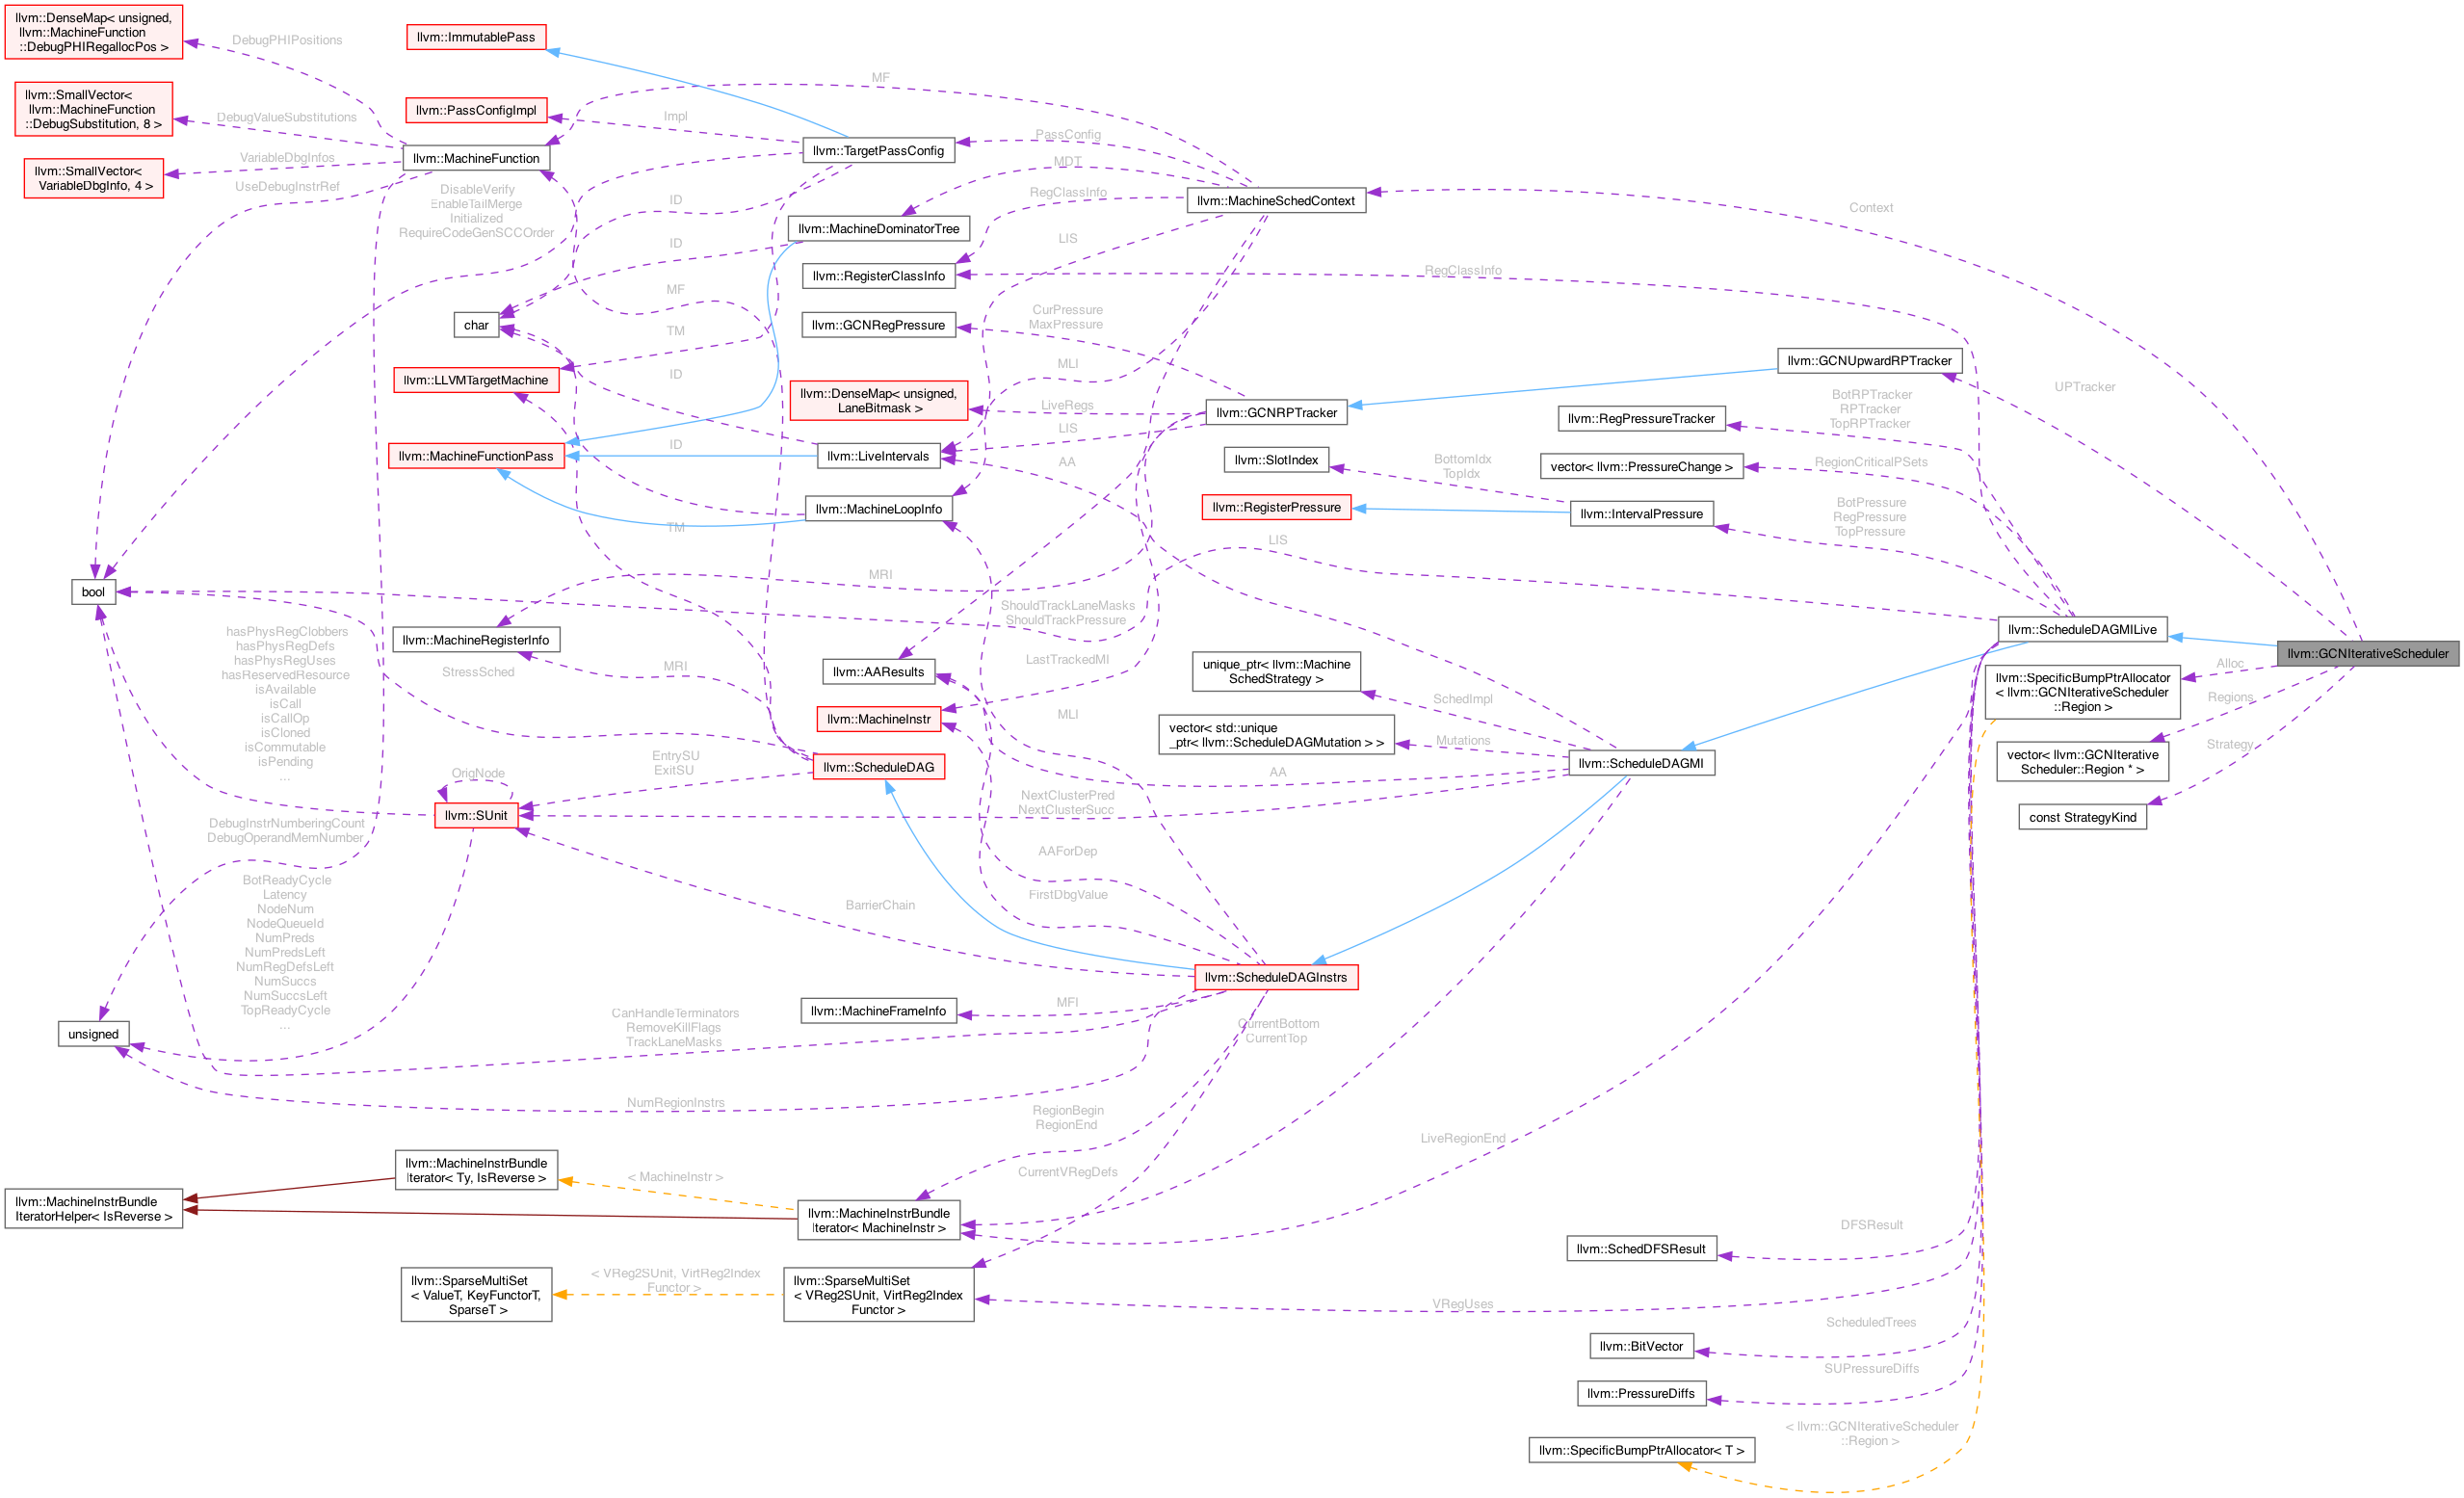 llvm::DenseMap< unsigned,
llvm::MachineFunction
::DebugPHIRegallocPos >
DebugPHIPositions
llvm::SmallVector<
llvm::MachineFunction
::DebugSubstitution, 8 >
DebugValueSubstitutions
llvm::SmallVector<
VariableDbgInfo, 4 >
VariableDbgInfos
UseDebugInstrRef
llvm::ImmutablePass
llvm::PassConfigImpl
Impl
llvm::MachineFunction
MF
llvm::TargetPassConfig
PassConfig
DisableVerify
EnableTailMerge
Initialized
RequireCodeGenSCCOrder
ID
MDT
llvm::MachineDominatorTree
ID
RegClassInfo
llvm::MachineSchedContext
Context
LIS
llvm::RegisterClassInfo
RegClassInfo
MF
char
TM
llvm::GCNRegPressure
CurPressure
MaxPressure
llvm::LLVMTargetMachine
ID
MLI
llvm::GCNUpwardRPTracker
UPTracker
llvm::DenseMap< unsigned,
LaneBitmask >
LiveRegs
llvm::GCNRPTracker
LIS
llvm::RegPressureTracker
BotRPTracker
RPTracker
TopRPTracker
llvm::MachineFunctionPass
ID
llvm::LiveIntervals
AA
llvm::SlotIndex
BottomIdx
TopIdx
vector< llvm::PressureChange >
RegionCriticalPSets
llvm::MachineLoopInfo
llvm::RegisterPressure
llvm::IntervalPressure
BotPressure
RegPressure
TopPressure
TM
LIS
bool
MRI
ShouldTrackLaneMasks
ShouldTrackPressure
llvm::MachineRegisterInfo
hasPhysRegClobbers
hasPhysRegDefs
hasPhysRegUses
hasReservedResource
isAvailable
isCall
isCallOp
isCloned
isCommutable
isPending
...
StressSched
MRI
llvm::AAResults
LastTrackedMI
llvm::MachineInstr
MLI
unique_ptr< llvm::Machine
SchedStrategy >
SchedImpl
vector< std::unique
_ptr< llvm::ScheduleDAGMutation > >
Mutations
llvm::ScheduleDAGMILive
llvm::GCNIterativeScheduler
Alloc
llvm::SpecificBumpPtrAllocator
< llvm::GCNIterativeScheduler
::Region >
Regions
vector< llvm::GCNIterative
Scheduler::Region * >
Strategy
const StrategyKind
llvm::ScheduleDAGMI
AA
NextClusterPred
NextClusterSucc
llvm::ScheduleDAG
EntrySU
ExitSU
OrigNode
llvm::SUnit
DebugInstrNumberingCount
DebugOperandMemNumber
AAForDep
FirstDbgValue
BarrierChain
BotReadyCycle
Latency
NodeNum
NodeQueueId
NumPreds
NumPredsLeft
NumRegDefsLeft
NumSuccs
NumSuccsLeft
TopReadyCycle
...
llvm::ScheduleDAGInstrs
llvm::MachineFrameInfo
MFI
CurrentBottom
CurrentTop
unsigned
CanHandleTerminators
RemoveKillFlags
TrackLaneMasks
NumRegionInstrs
RegionBegin
RegionEnd
LiveRegionEnd
CurrentVRegDefs
llvm::MachineInstrBundle
Iterator< Ty, IsReverse >
< MachineInstr >
llvm::MachineInstrBundle
IteratorHelper< IsReverse >
llvm::MachineInstrBundle
Iterator< MachineInstr >
DFSResult
llvm::SchedDFSResult
llvm::SparseMultiSet
< ValueT, KeyFunctorT,
SparseT >
< VReg2SUnit, VirtReg2Index
Functor >
llvm::SparseMultiSet
< VReg2SUnit, VirtReg2Index
Functor >
VRegUses
ScheduledTrees
llvm::BitVector
SUPressureDiffs
llvm::PressureDiffs
< llvm::GCNIterativeScheduler
::Region >
llvm::SpecificBumpPtrAllocator< T >